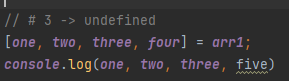 // # 3 -> undefined
[one, two, three, four] = arr1;
console.log(one, two, three, five)